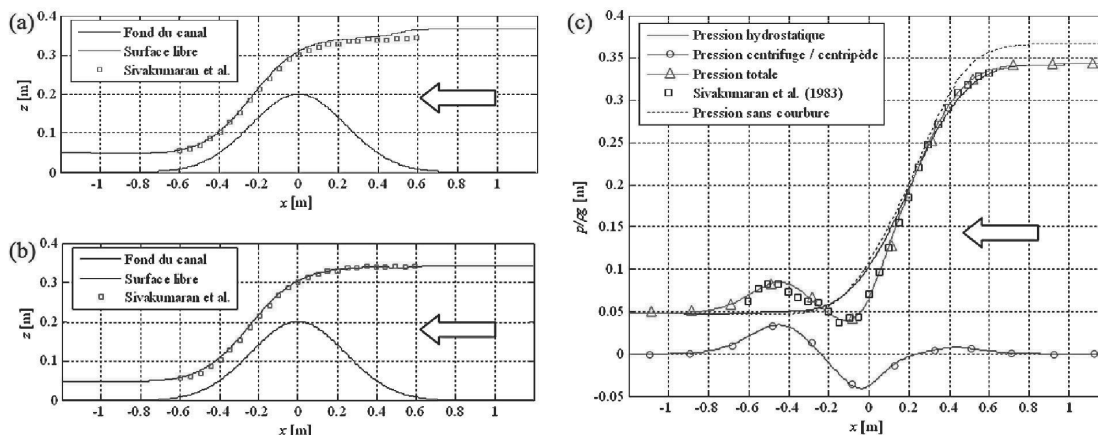 (a)
0.4
0.3
0.2
0.1
0
z [m]
Fond du canal
Surface libre
Sivakumaran et al.
-1 -0.8 -0.6 -0.4 -0.2 0 0.2 0.4 0.6 0.8 1
x [m]
(b)
0.4
0.3
0.2
0.1
0
z [m]
Fond du canal
Surface libre
Sivakumaran et al.
-1 -0.8 -0.6 -0.4 -0.2 0 0.2 0.4 0.6 0.8 1
x [m]
(c)
0.4
0.35
0.3
0.25
0.2
0.15
0.1
0.05
0
-0.05
p/ρg [m]
Pression hydrostatique
Pression centrifuge / centripède
Pression totale
Sivakumaran et al. (1983)
Pression sans courbure
-1 -0.8 -0.6 -0.4 -0.2 0 0.2 0.4 0.6 0.8 1
x [m]